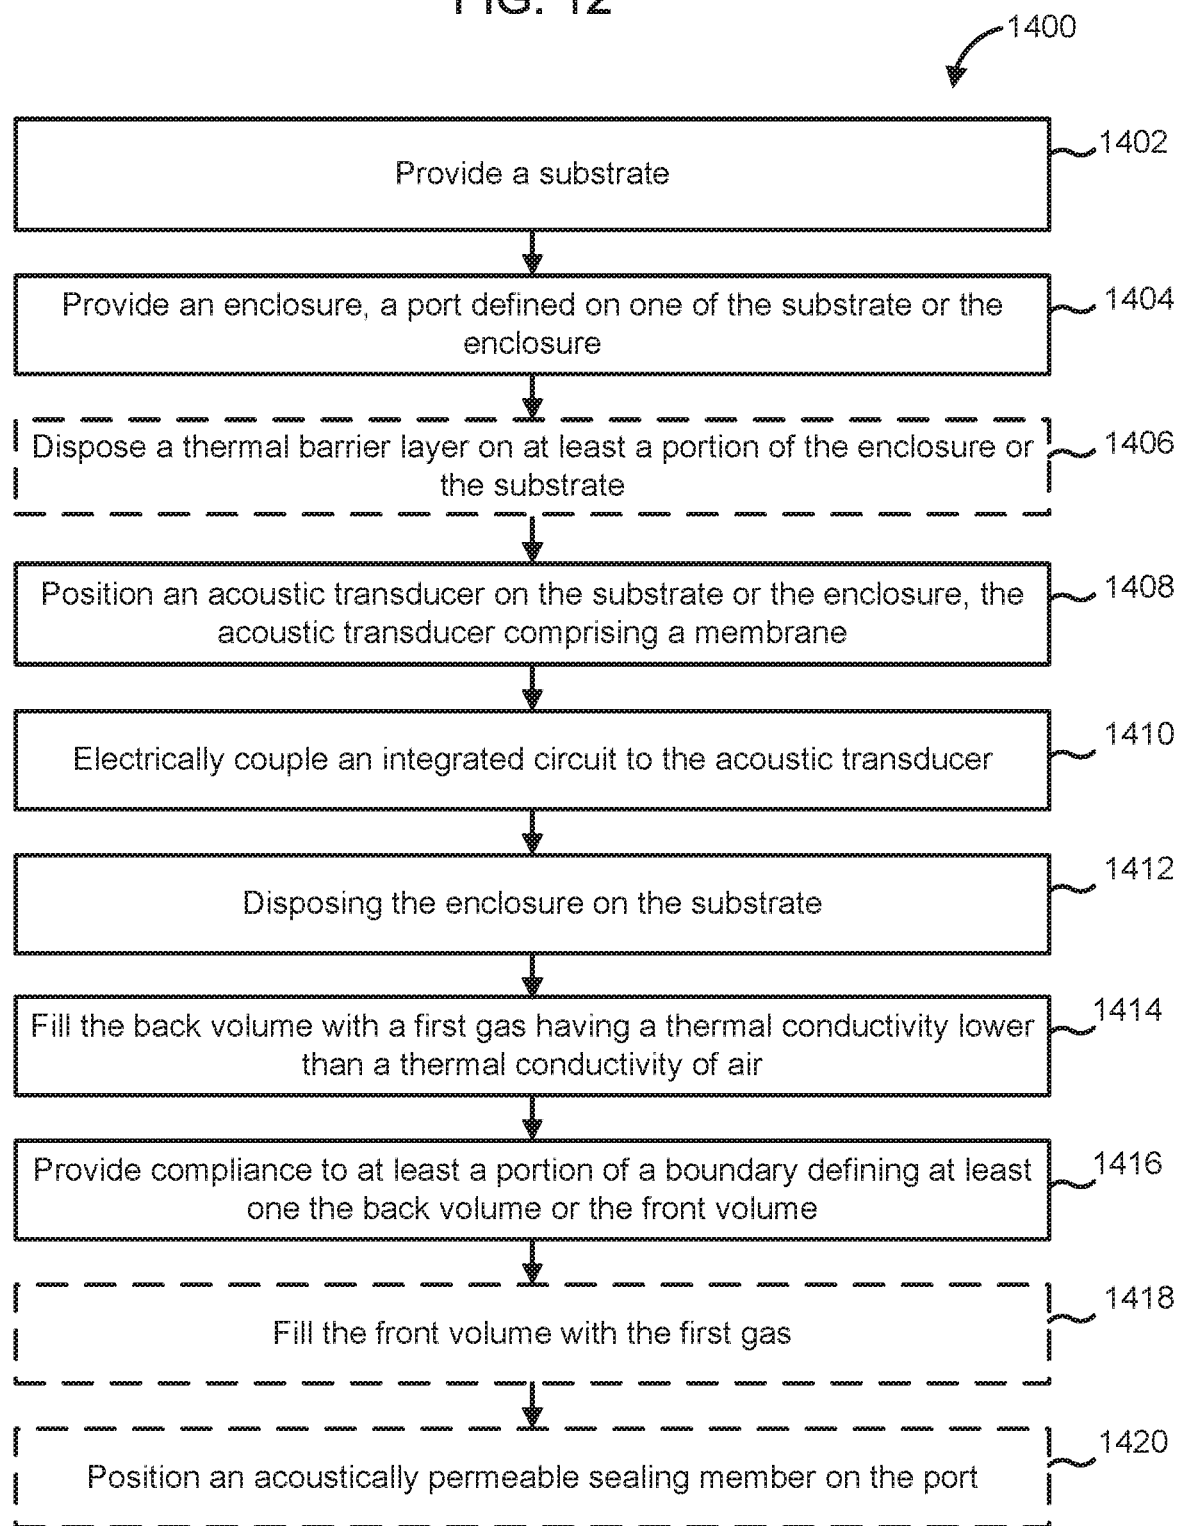 FIG. 12
1400
Provide a substrate
1402
Provide an enclosure, a port defined on one of the substrate or the
enclosure
1404
Dispose a thermal barrier layer on at least a portion of the enclosure or
the substrate
1406
Position an acoustic transducer on the substrate or the enclosure, the
acoustic transducer comprising a membrane
1408
Electrically couple an integrated circuit to the acoustic transducer
1410
Disposing the enclosure on the substrate
1412
Fill the back volume with a first gas having a thermal conductivity lower
than a thermal conductivity of air
1414
Provide compliance to at least a portion of a boundary defining at least
one the back volume or the front volume
1416
Fill the front volume with the first gas
1418
Position an acoustically permeable sealing member on the port
1420